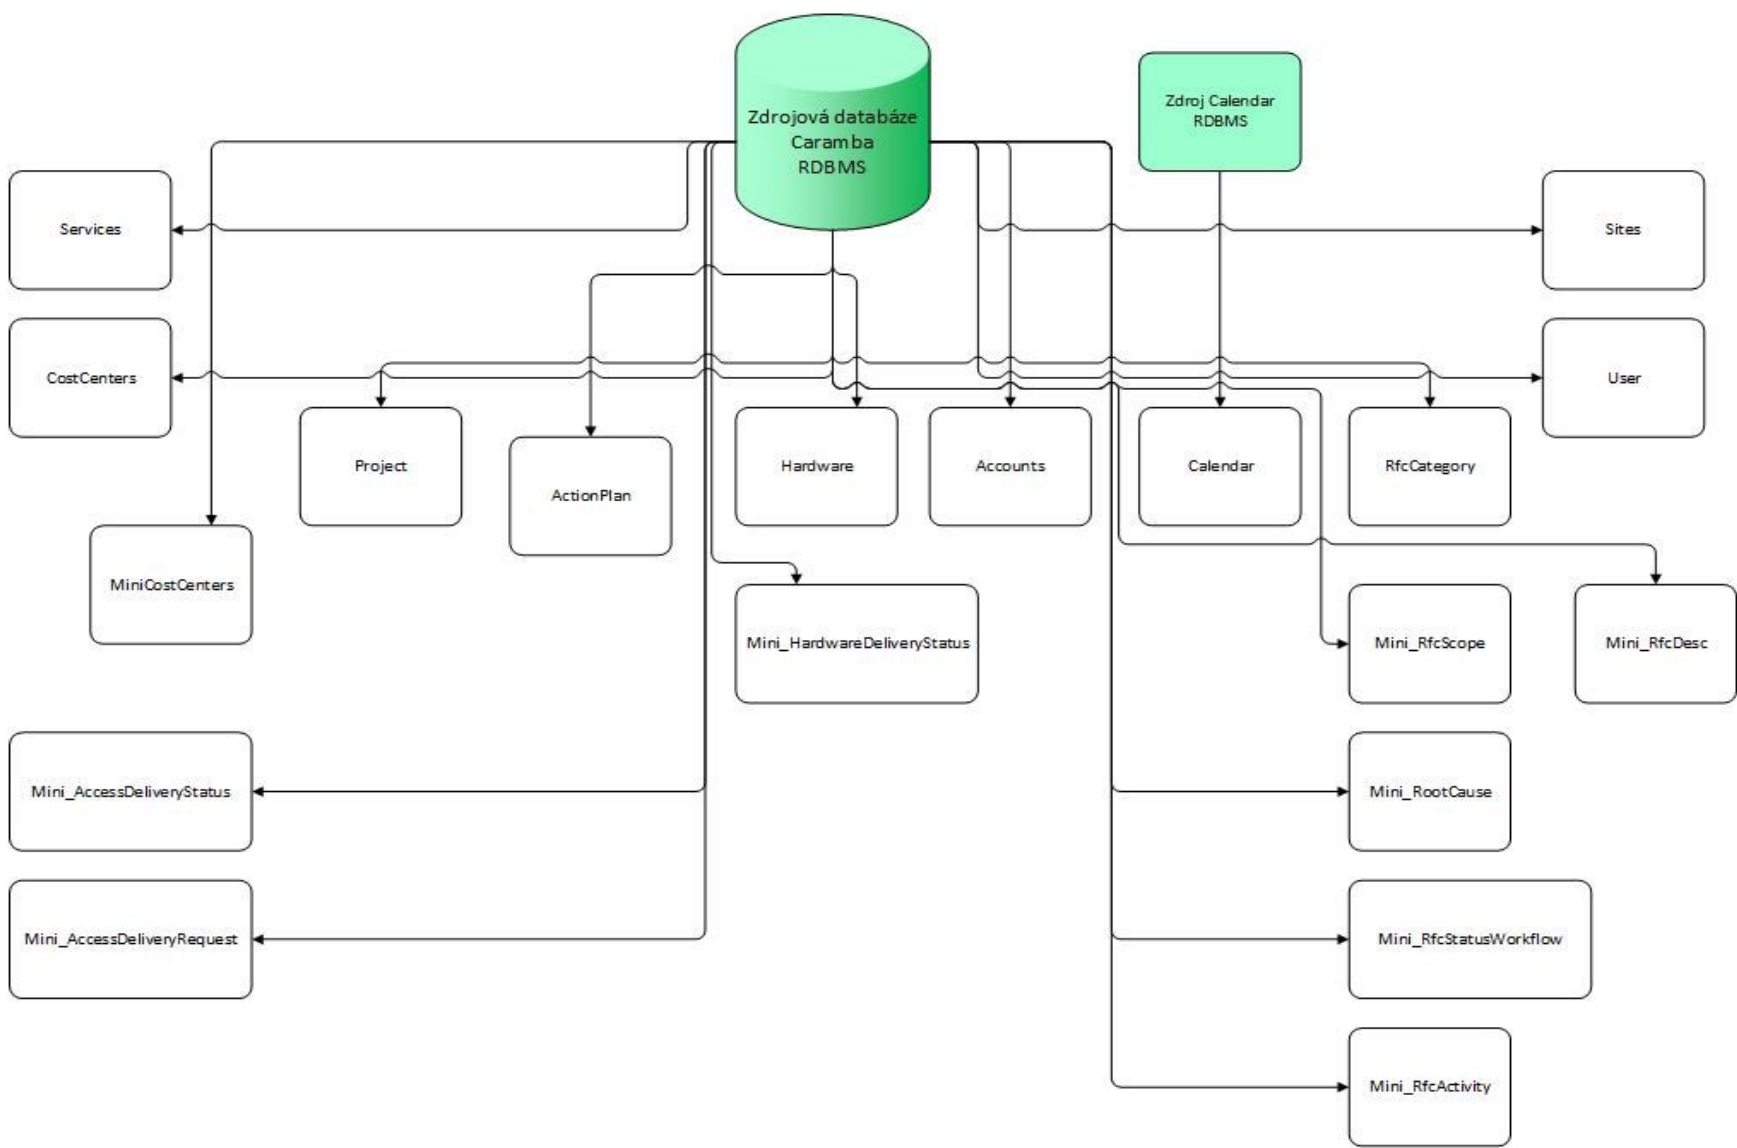 Zdrojová databáze
Caramba
RDBMS
Zdroj Calendar
RDBMS
Services
Sites
CostCenters
User
Project
ActionPlan
Hardware
Accounts
Calendar
RfcCategory
MiniCostCenters
Mini_HardwareDeliveryStatus
Mini_RfcScope
Mini_RfcDesc
Mini_AccessDeliveryStatus
Mini_RootCause
Mini_AccessDeliveryRequest
Mini_RfcStatusWorkflow
Mini_RfcActivity